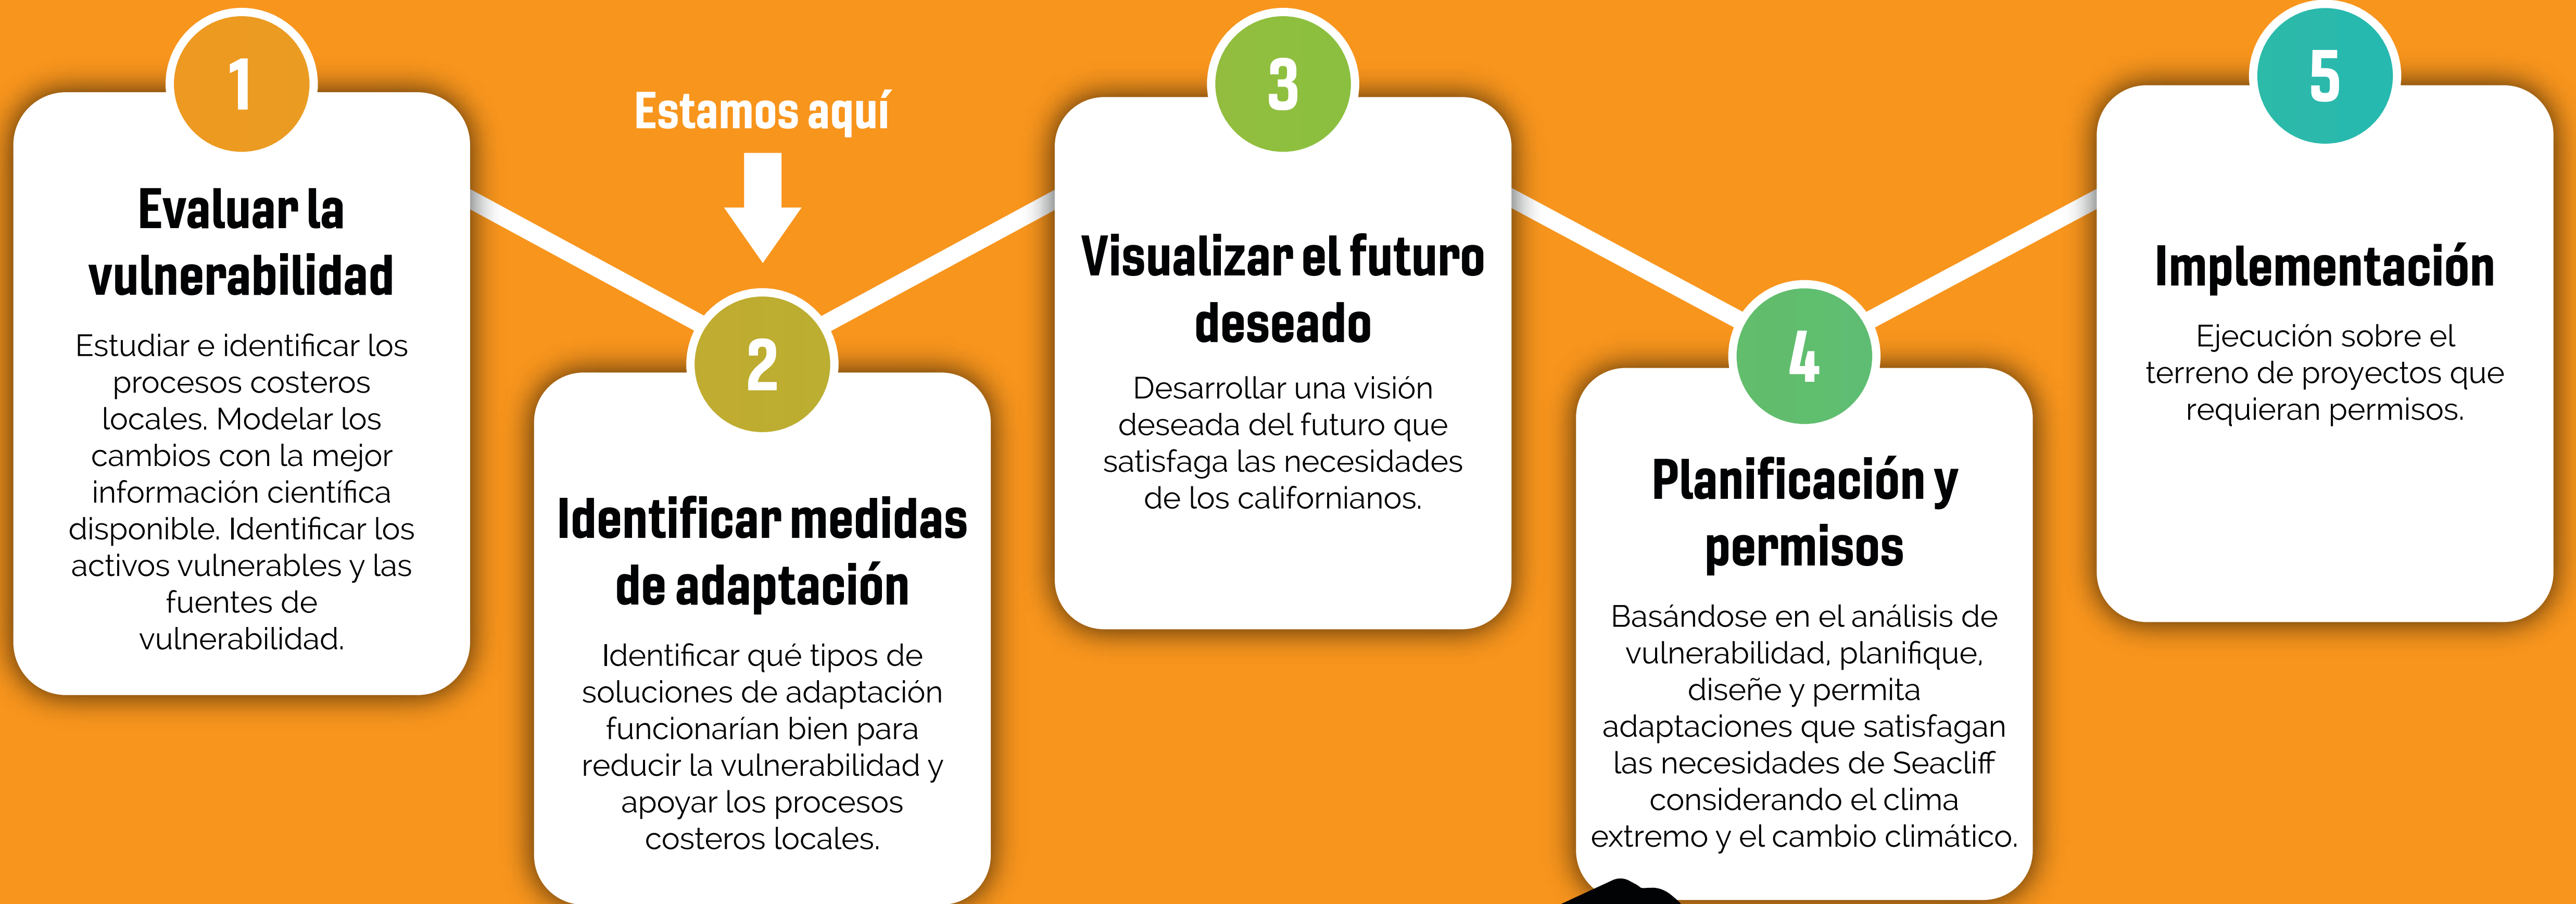 1
Evaluar la
vulnerabilidad
Estudiar e identificar los
procesos costeros
locales. Modelar los
cambios con la mejor
información científica
disponible. Identificar los
activos vulnerables y las
fuentes de
vulnerabilidad.
Estamos aquí
2
Identificar medidas
de adaptación
Identificar qué tipos de
soluciones de adaptación
funcionarían bien para
reducir la vulnerabilidad y
apoyar los procesos
costeros locales.
3
Visualizar el futuro
deseado
Desarrollar una visión
deseada del futuro que
satisfaga las necesidades
de los californianos.
4
Planificación y
permisos
Basándose en el análisis de
vulnerabilidad, planifique,
diseñe y permita
adaptaciones que satisfagan
las necesidades de Seacliff
considerando el clima
extremo y el cambio climático.
5
Implementación
Ejecución sobre el
terreno de proyectos que
requieran permisos.